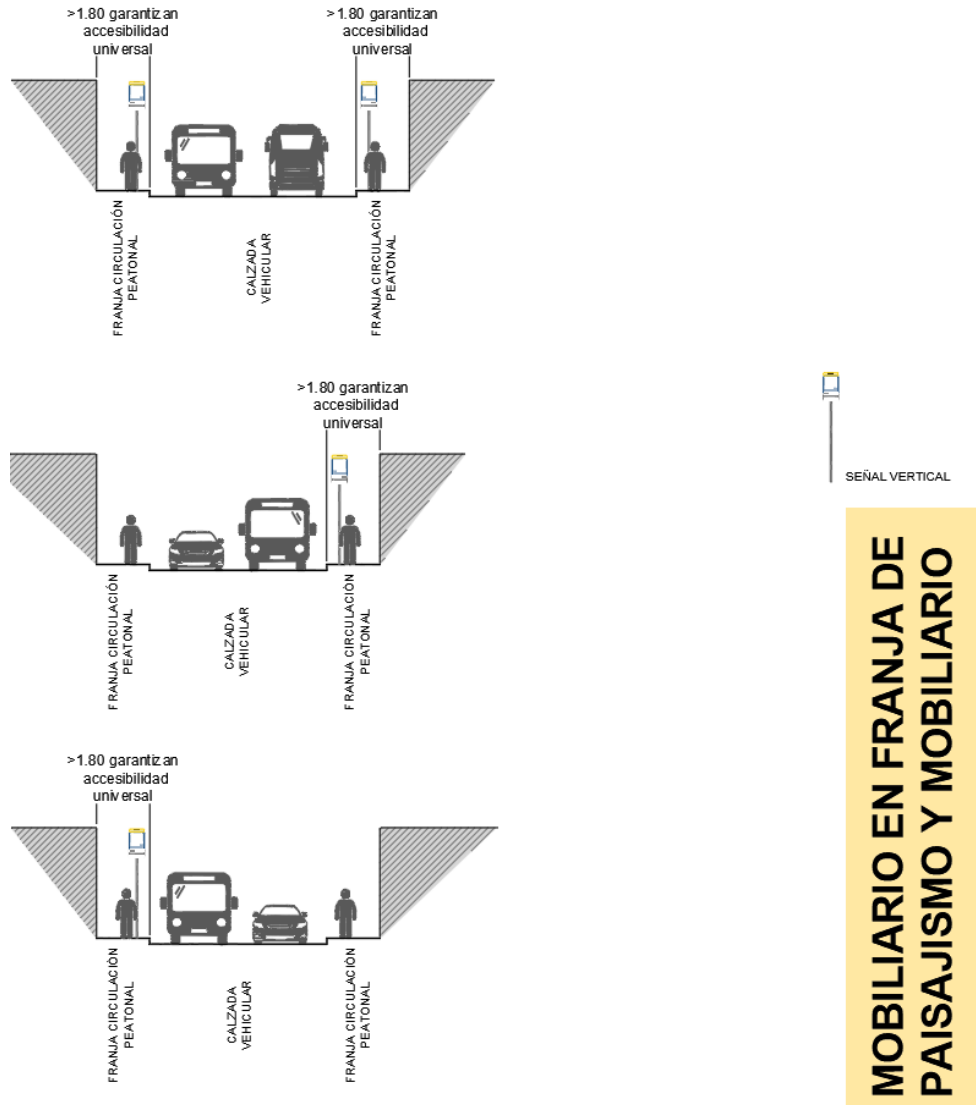 >1.80 garantizan
accesibilidad
universal
>1.80 garantizan
accesibilidad
universal
FRANJA CIRCULACIÓN
PEATONAL
CALZADA
VEHICULAR
FRANJA CIRCULACIÓN
PEATONAL
>1.80 garantizan
accesibilidad
universal
FRANJA CIRCULACIÓN
PEATONAL
CALZADA
VEHICULAR
FRANJA CIRCULACIÓN
PEATONAL
>1.80 garantizan
accesibilidad
universal
FRANJA CIRCULACIÓN
PEATONAL
CALZADA
VEHICULAR
FRANJA CIRCULACIÓN
PEATONAL
SEÑAL VERTICAL
MOBILIARIO EN FRANJA DE
PAISAJISMO Y MOBILIARIO